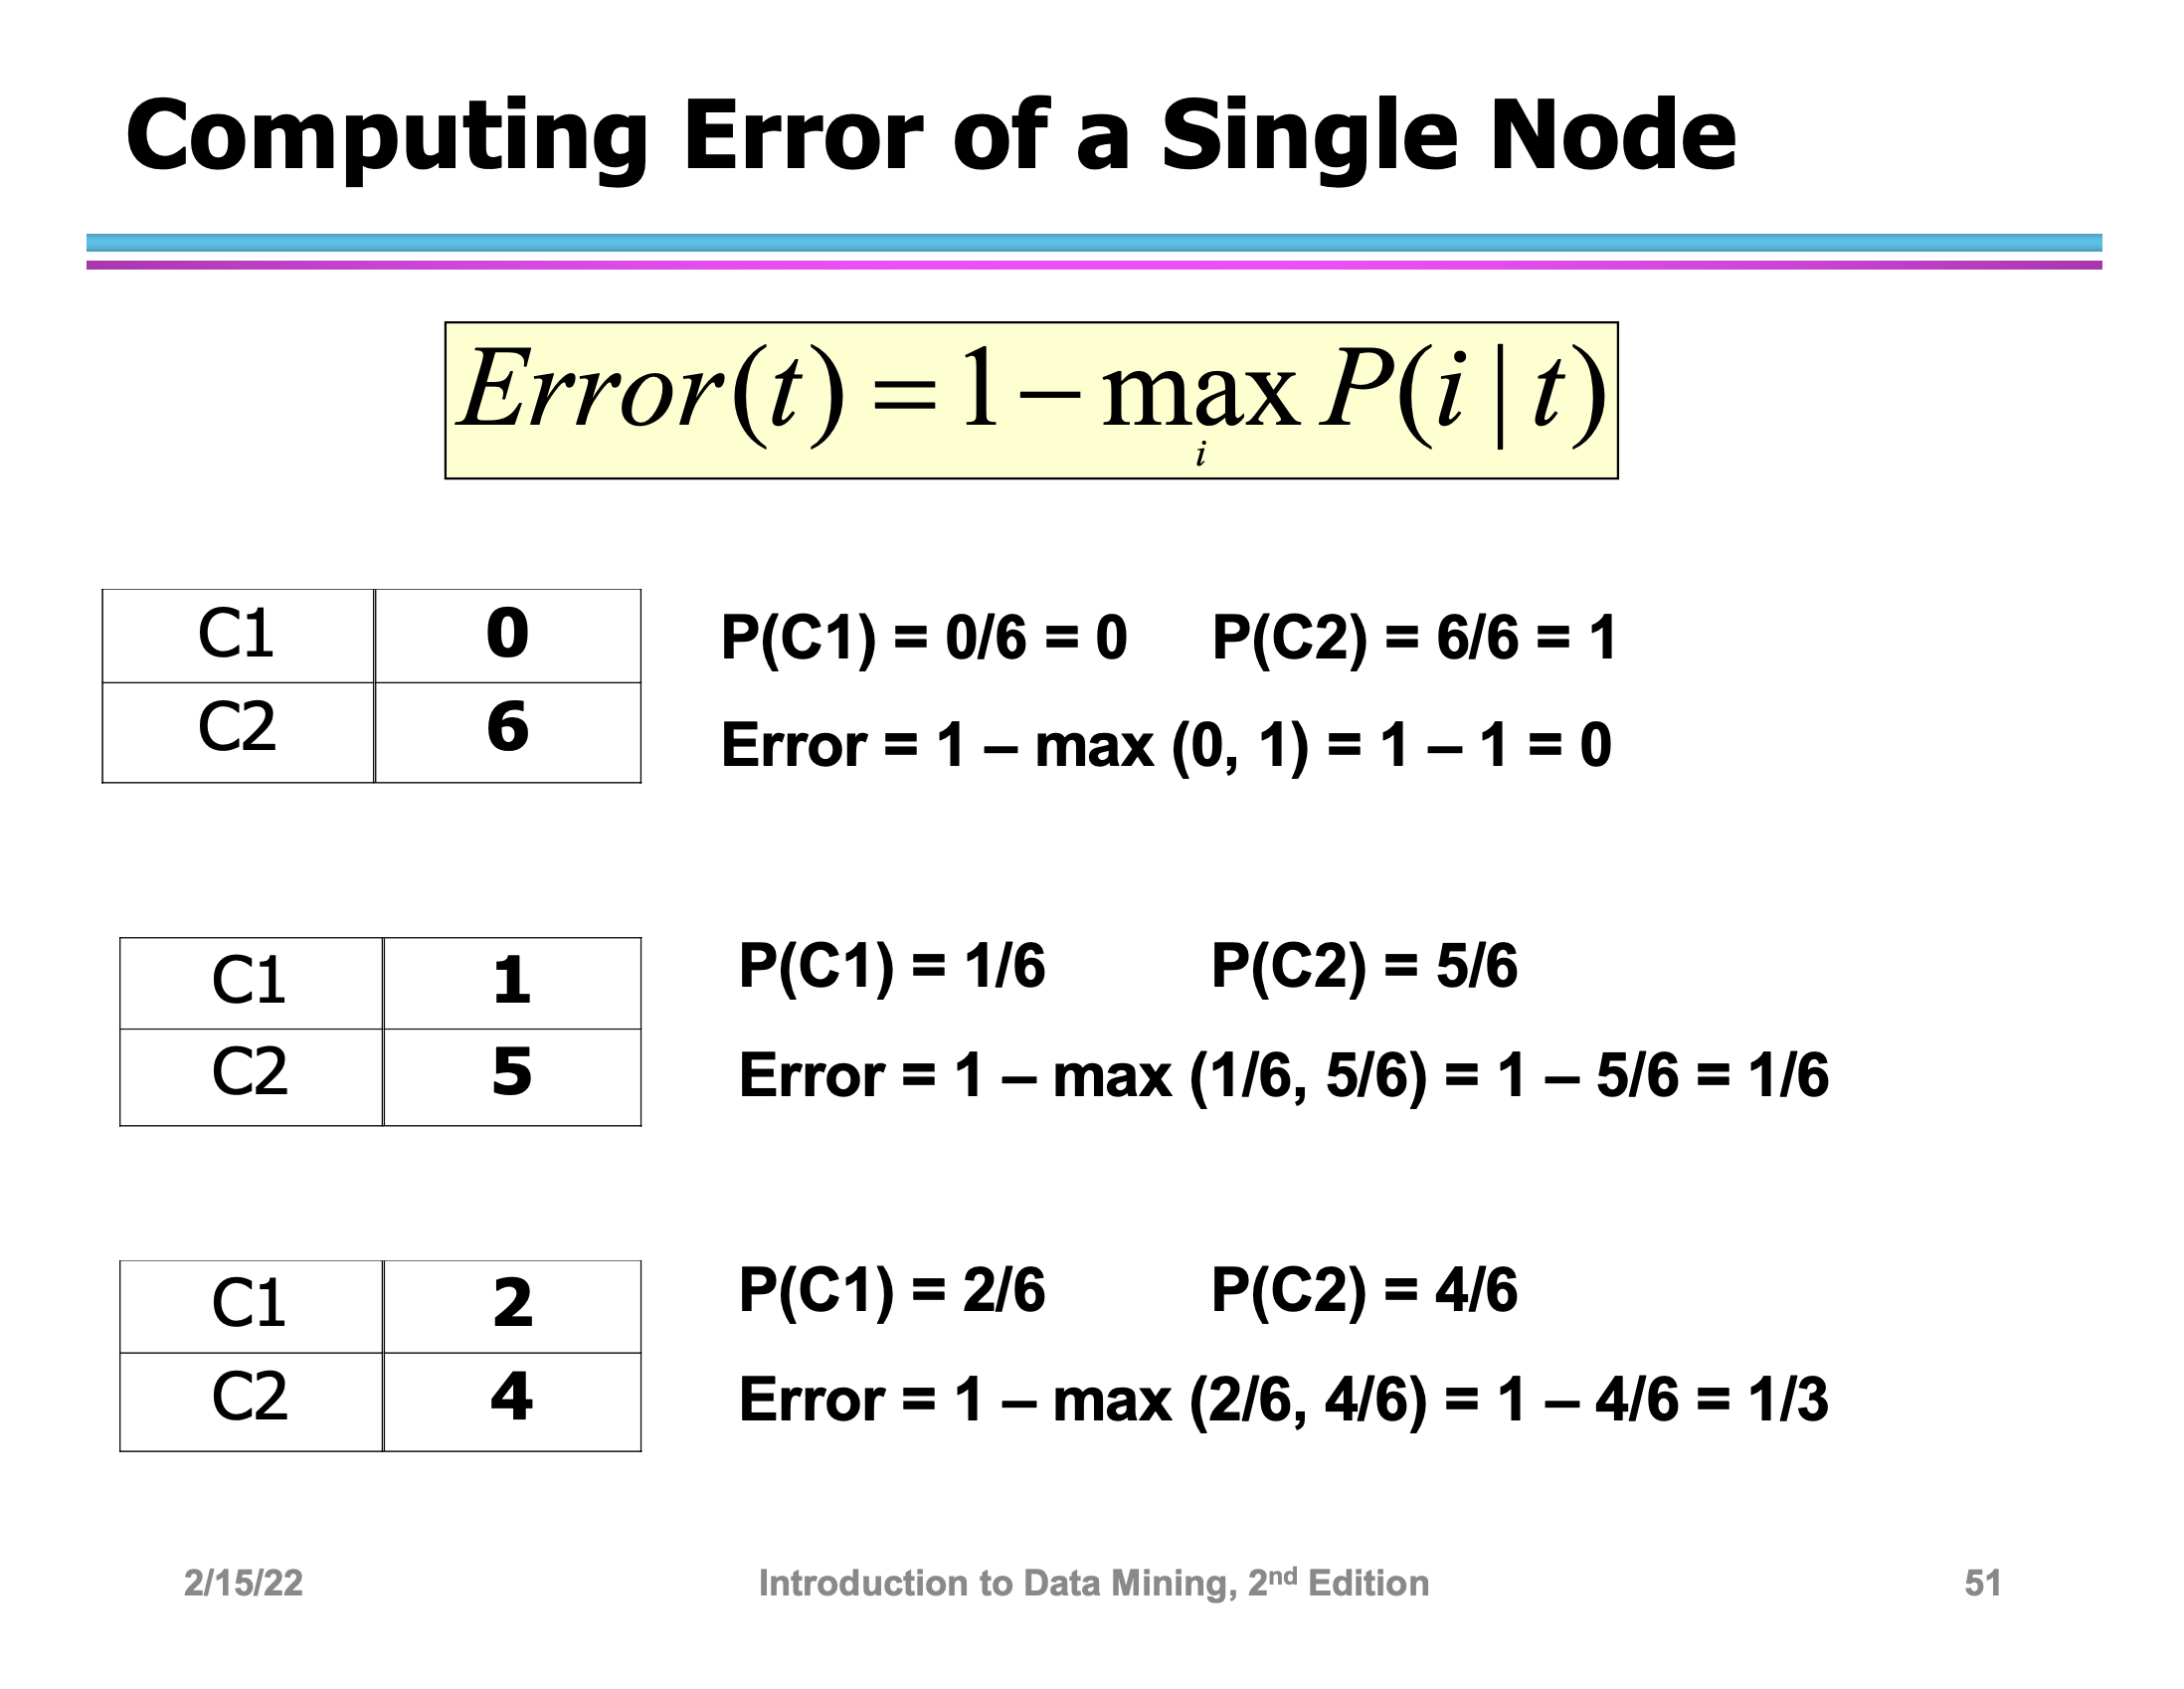 Computing Error of a Single Node
Error(t) = 1 − max P(i | t)
i
C1 0
C2 6
P(C1) = 0/6 = 0 P(C2) = 6/6 = 1
Error = 1 – max (0, 1) = 1 – 1 = 0
C1 1
C2 5
P(C1) = 1/6 P(C2) = 5/6
Error = 1 – max (1/6, 5/6) = 1 – 5/6 = 1/6
C1 2
C2 4
P(C1) = 2/6 P(C2) = 4/6
Error = 1 – max (2/6, 4/6) = 1 – 4/6 = 1/3
2/15/22 Introduction to Data Mining, 2nd Edition 51